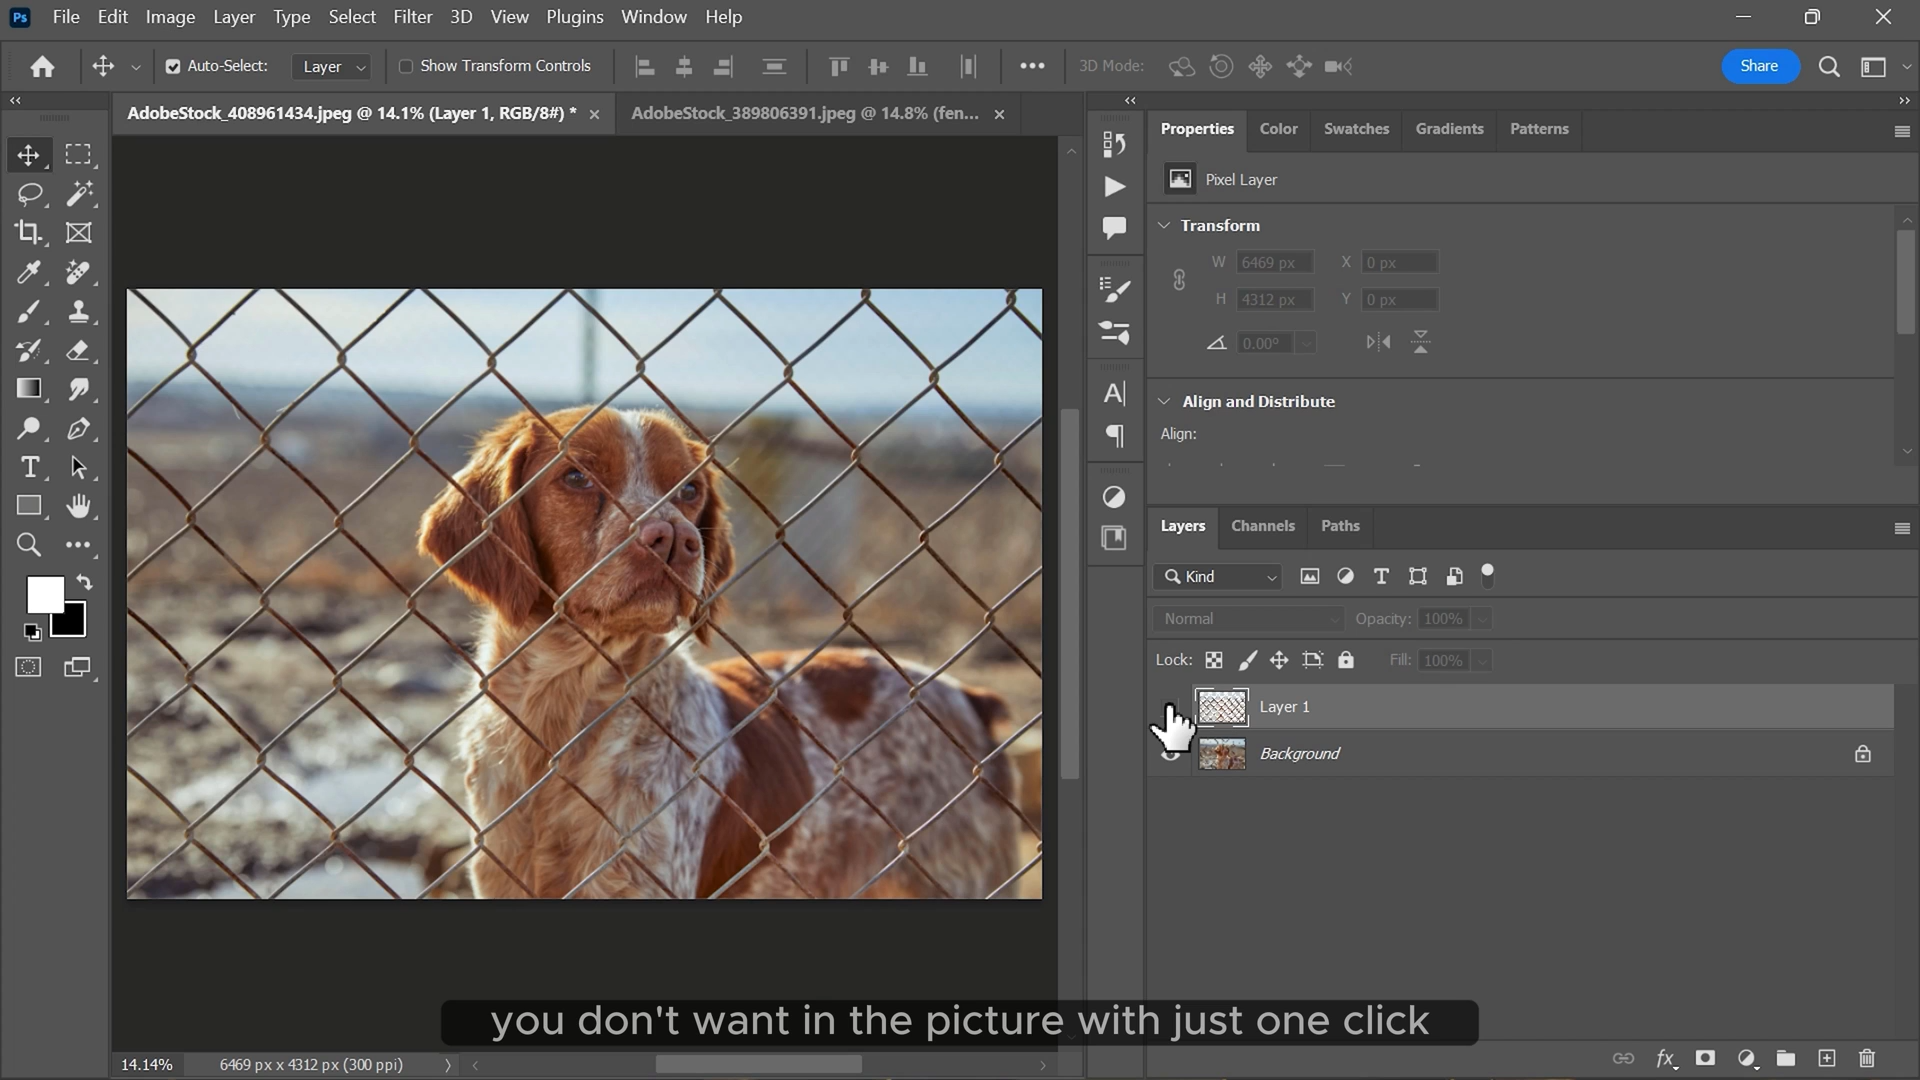 Ps File Edit Image Layer Type Select Filter 3D View Plugins Window Help
Auto-Select: Layer Show Transform Controls 3D Mode: Share
AdobeStock_408961434.jpeg @ 14.1% (Layer 1, RGB/8#) * AdobeStock_389806391.jpeg @ 14.8% (fen...
Properties Color Swatches Gradients Patterns
Pixel Layer
Transform
W 6469 px X 0 px
H 4312 px Y 0 px
0.00°
Align and Distribute
Align:
Layers Channels Paths
Kind
Normal Opacity: 100%
Lock: Fill: 100%
Layer 1
Background
you don't want in the picture with just one click
14.14% 6469 px x 4312 px (300 ppi)